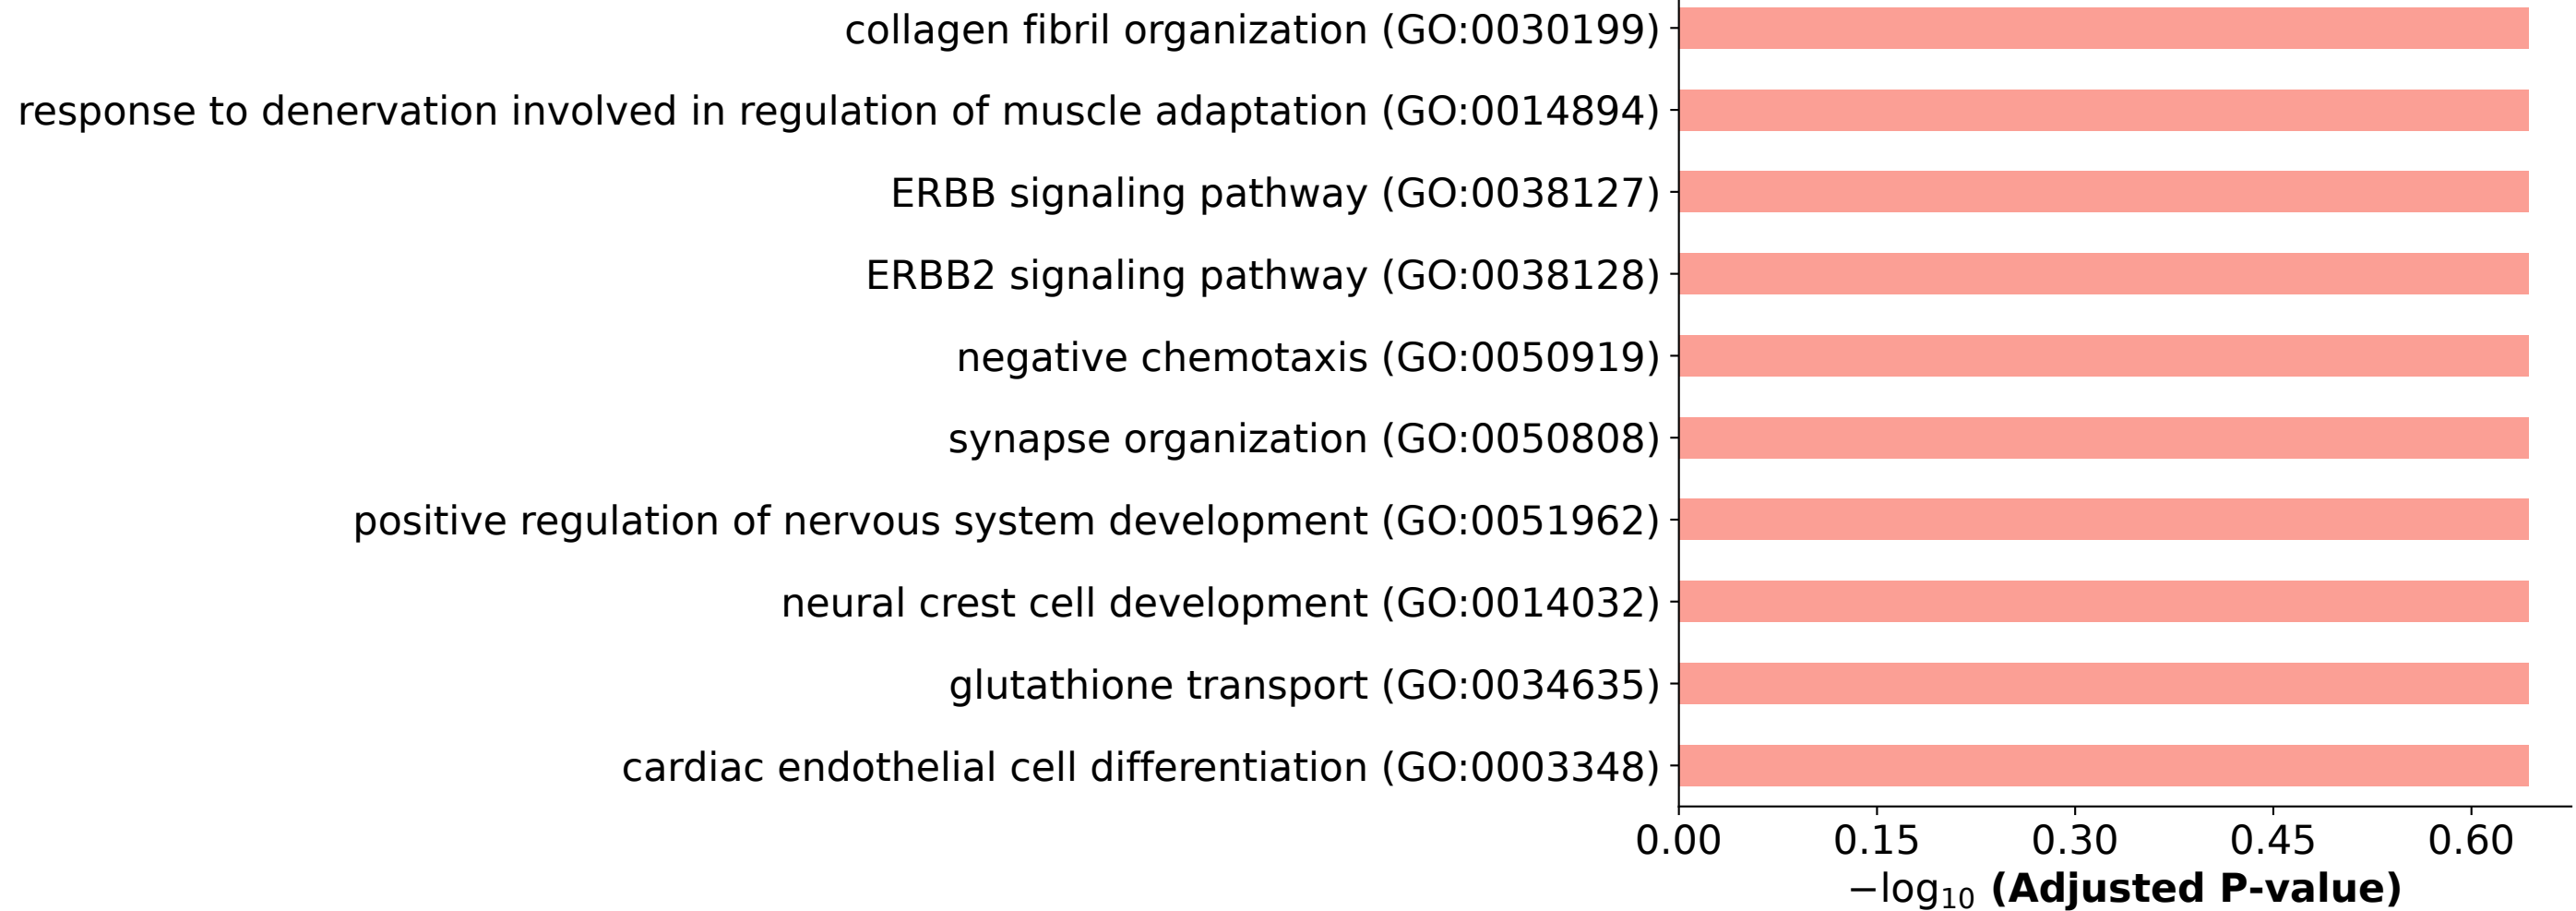 collagen fibril organization (GO:0030199)
response to denervation involved in regulation of muscle adaptation (GO:0014894)
ERBB signaling pathway (GO:0038127)
ERBB2 signaling pathway (GO:0038128)
negative chemotaxis (GO:0050919)
synapse organization (GO:0050808)
positive regulation of nervous system development (GO:0051962)
neural crest cell development (GO:0014032)
glutathione transport (GO:0034635)
cardiac endothelial cell differentiation (GO:0003348)
0.00 0.15 0.30 0.45 0.60
−log₁₀ (Adjusted P-value)